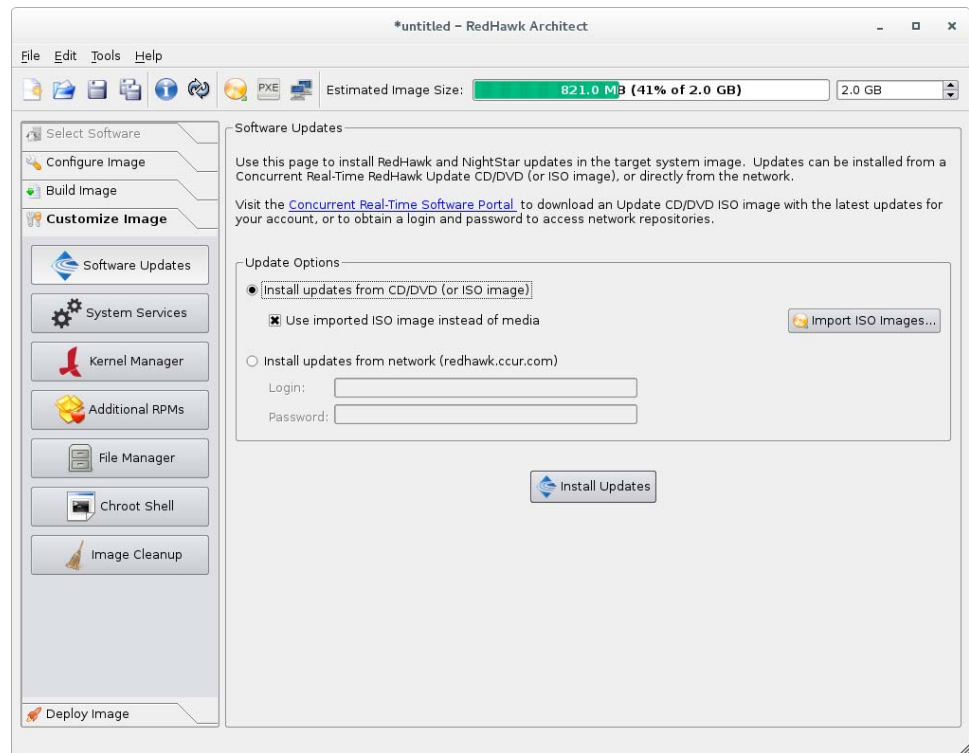 *untitled – RedHawk Architect
File Edit Tools Help
PXE
Estimated Image Size:
821.0 MB (41% of 2.0 GB)
2.0 GB
Select Software
Configure Image
Build Image
Customize Image
Software Updates
System Services
Kernel Manager
Additional RPMs
File Manager
Chroot Shell
Image Cleanup
Deploy Image
Software Updates
Use this page to install RedHawk and NightStar updates in the target system image. Updates can be installed from a
Concurrent Real-Time RedHawk Update CD/DVD (or ISO image), or directly from the network.
Visit the Concurrent Real-Time Software Portal to download an Update CD/DVD ISO image with the latest updates for
your account, or to obtain a login and password to access network repositories.
Update Options
Install updates from CD/DVD (or ISO image)
Use imported ISO image instead of media
Import ISO Images...
Install updates from network (redhawk.ccur.com)
Login:
Password:
Install Updates